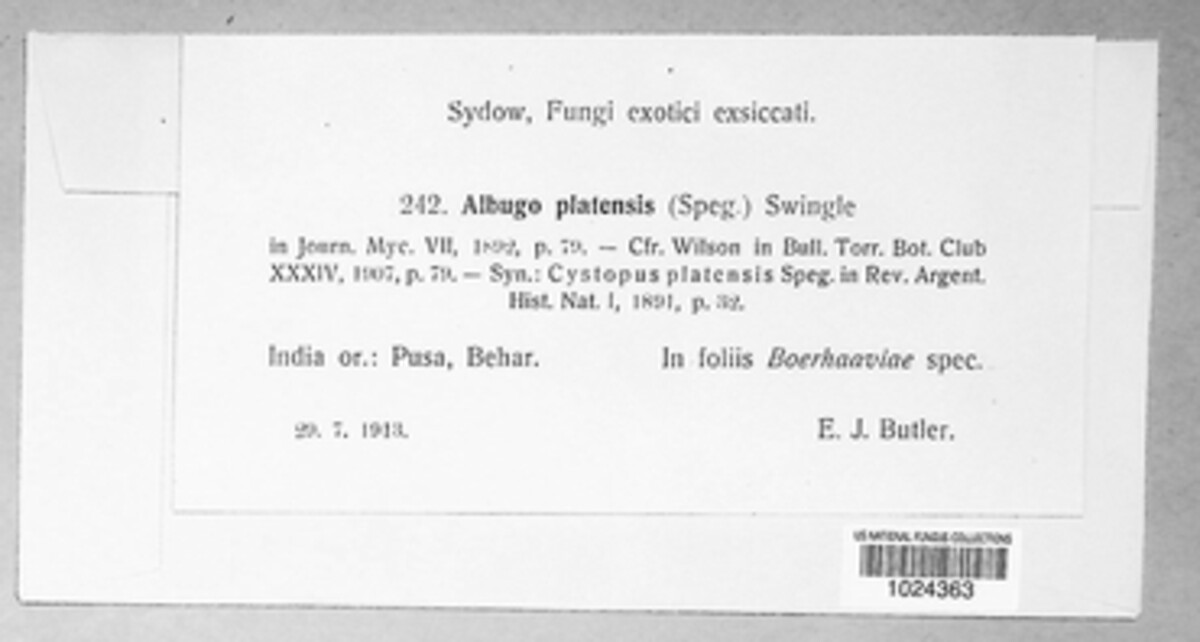 Sydow, Fungi exotici exsiccati.
242. Albugo platensis (Speg.) Swingle
in Journ. Myc. VII, 1892, p. 79. — Cfr. Wilson in Bull. Torr. Bot. Club
XXXIV, 1907, p. 79. — Syn.: Cystopus platensis Speg. in Rev. Argent.
Hist. Nat. I, 1891, p. 32.
India or.: Pusa, Behar. In foliis Boerhaaviae spec.
29. 7. 1913. E. J. Butler.
US NATIONAL FUNGUS COLLECTIONS
1024363